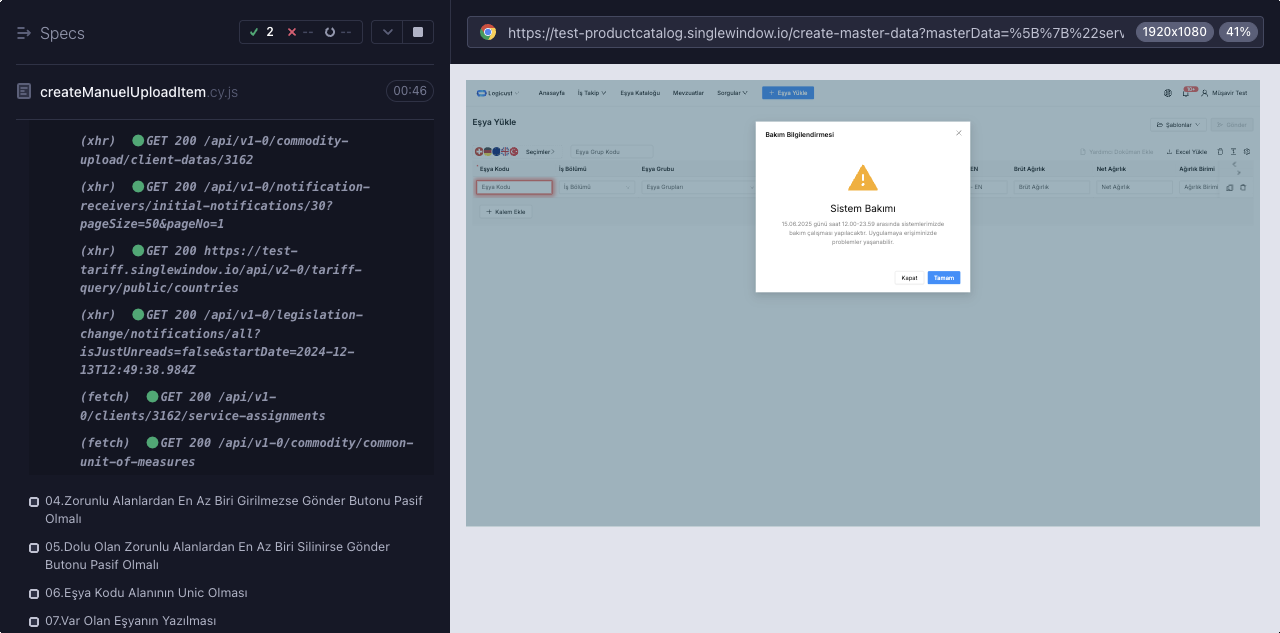 Specs
2
--
--
https://test-productcatalog.singlewindow.io/create-master-data?masterData=%5B%7B%22serv
1920x1080
41%
createManuelUploadItem.cy.js
00:46
(xhr) GET 200 /api/v1-0/commodity-
upload/client-datas/3162
(xhr) GET 200 /api/v1-0/notification-
receivers/initial-notifications/30?
pageSize=50&pageNo=1
(xhr) GET 200 https://test-
tariff.singlewindow.io/api/v2-0/tariff-
query/public/countries
(xhr) GET 200 /api/v1-0/legislation-
change/notifications/all?
isJustUnreads=false&startDate=2024-12-
13T12:49:38.984Z
(fetch) GET 200 /api/v1-
0/clients/3162/service-assignments
(fetch) GET 200 /api/v1-0/commodity/common-
unit-of-measures
04.Zorunlu Alanlardan En Az Biri Girilmezse Gönder Butonu Pasif
Olmalı
05.Dolu Olan Zorunlu Alanlardan En Az Biri Silinirse Gönder
Butonu Pasif Olmalı
06.Eşya Kodu Alanının Unic Olması
07.Var Olan Eşyanın Yazılması
Logicust
Anasayfa
İş Takip
Eşya Kataloğu
Mevzuatlar
Sorgular
+ Eşya Yükle
Müşavir Test
Eşya Yükle
Şablonlar
Gönder
Seçimler
Eşya Grup Kodu
Excel Yükle
Eşya Kodu
İş Bölümü
Eşya Grubu
Brüt Ağırlık
Net Ağırlık
Ağırlık Birimi
Eşya Kodu
İş Bölümü
Eşya Grupları
- EN
Brüt Ağırlık
Net Ağırlık
Ağırlık Birimi
+ Kalem Ekle
Bakım Bilgilendirmesi
Sistem Bakımı
15.06.2025 günü saat 12.00-23.59 arasında sistemlerimizde
bakım çalışması yapılacaktır. Uygulamaya erişiminizde
problemler yaşanabilir.
Kapat
Tamam